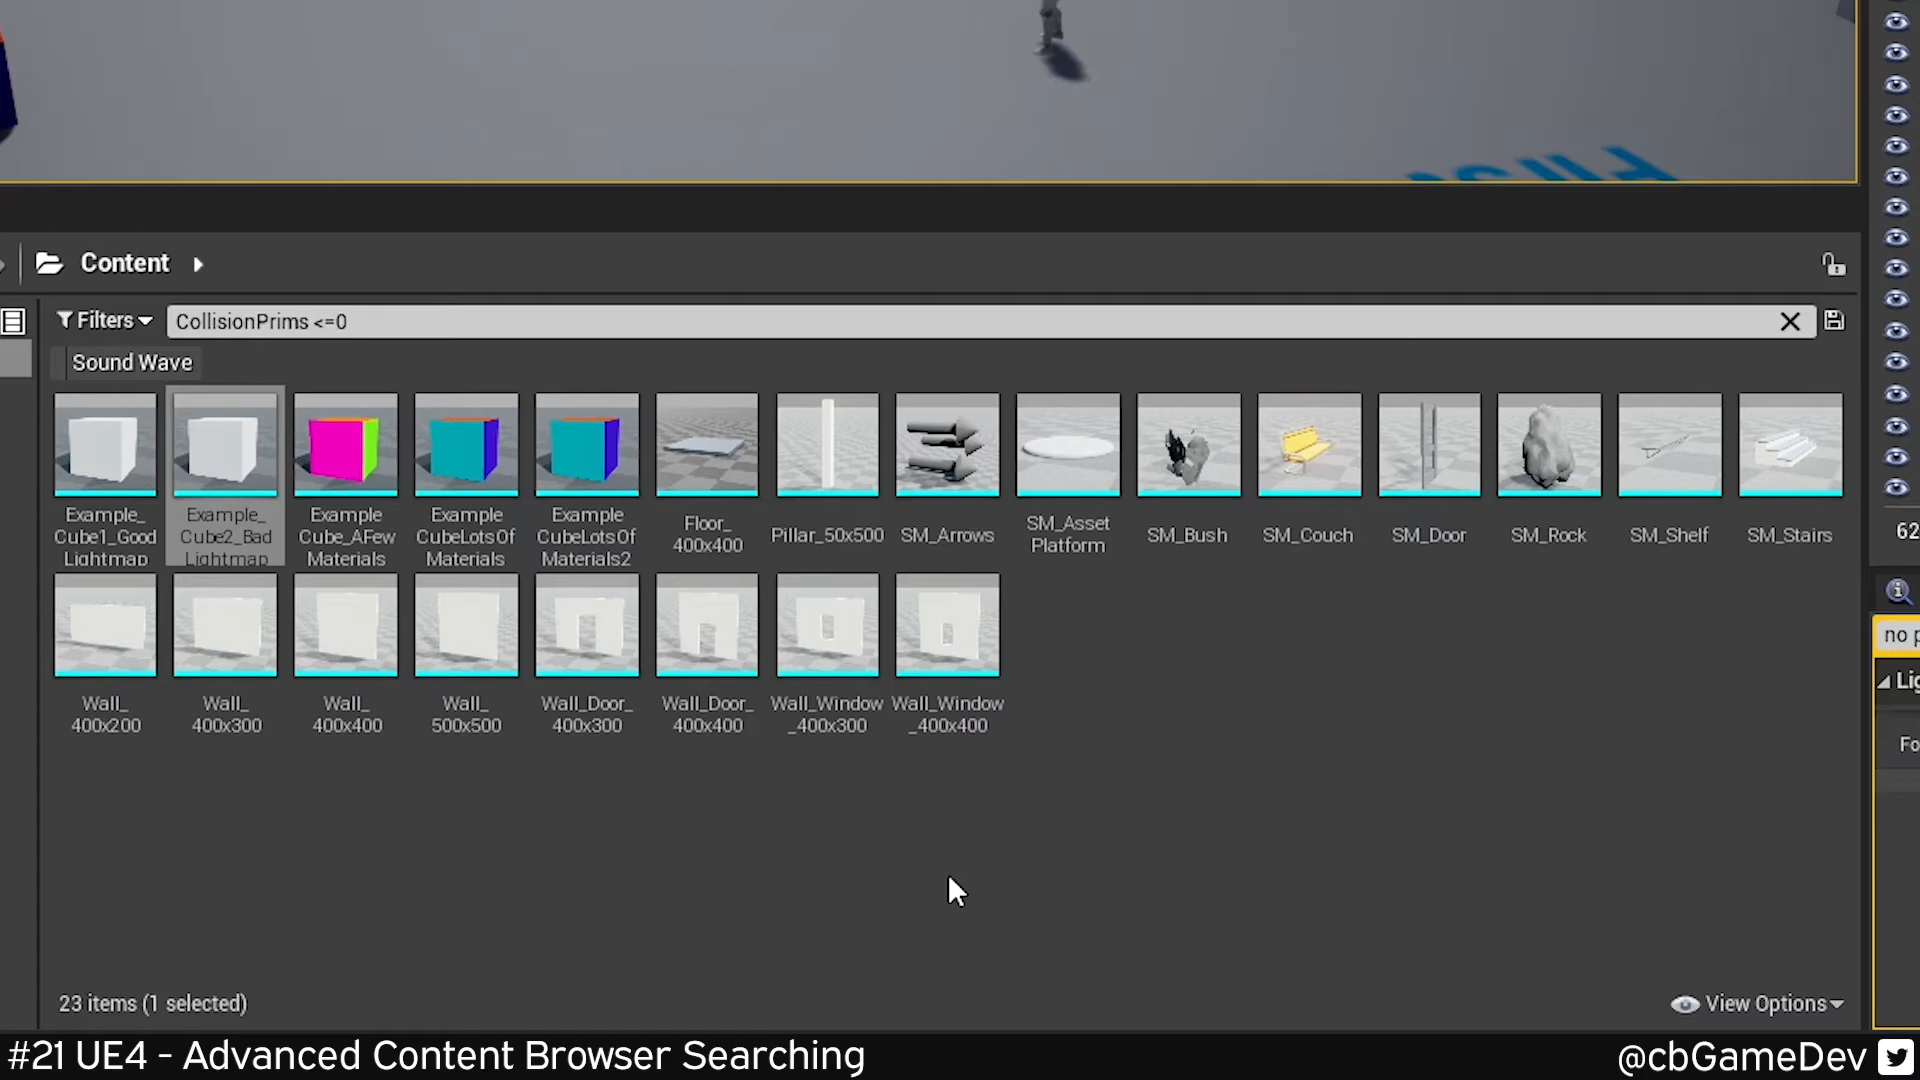 Content
Filters
CollisionPrims <=0
Sound Wave
Example_
Cube1_Good
Lightmap
Example_
Cube2_Bad
Lightmap
Example
Cube_AFew
Materials
Example
CubeLotsOf
Materials
Example
CubeLotsOf
Materials2
Floor_
400x400
Pillar_50x500
SM_Arrows
SM_Asset
Platform
SM_Bush
SM_Couch
SM_Door
SM_Rock
SM_Shelf
SM_Stairs
Wall_
400x200
Wall_
400x300
Wall_
400x400
Wall_
500x500
Wall_Door_
400x300
Wall_Door_
400x400
Wall_Window
_400x300
Wall_Window
_400x400
62
no p
Lig
Fo
23 items (1 selected)
View Options
#21 UE4 - Advanced Content Browser Searching
@cbGameDev